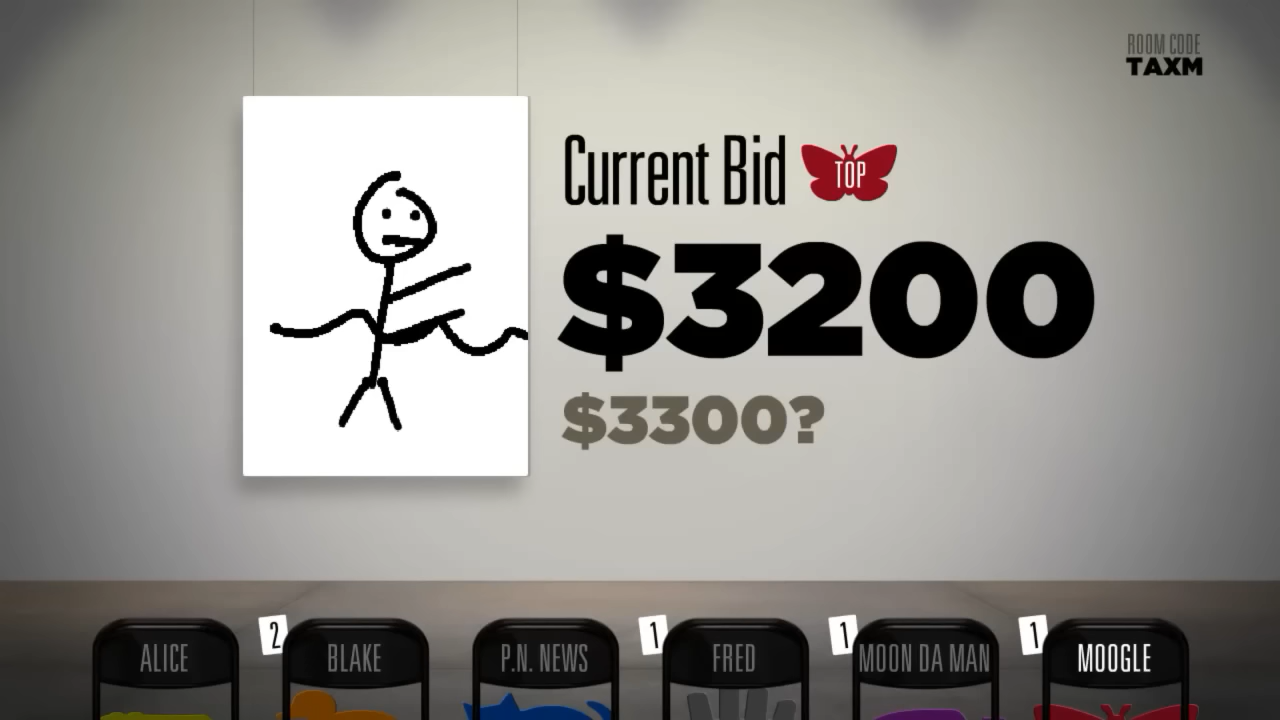 ROOM CODE
TAXM
Current Bid TOP
$3200
$3300?
2 1 1 1
ALICE BLAKE P.N. NEWS FRED MOON DA MAN MOOGLE